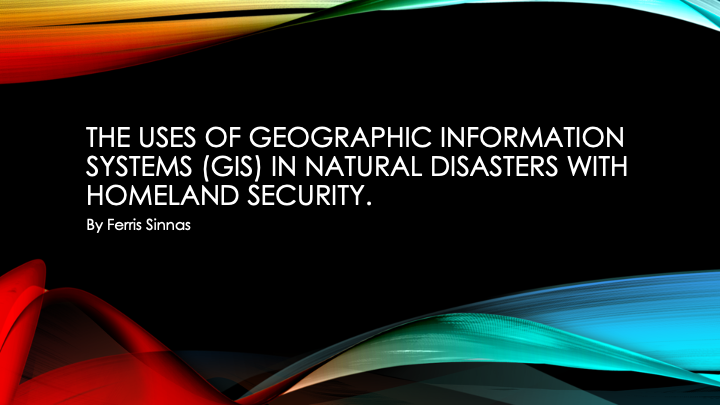 THE USES OF GEOGRAPHIC INFORMATION
SYSTEMS (GIS) IN NATURAL DISASTERS WITH
HOMELAND SECURITY.
By Ferris Sinnas